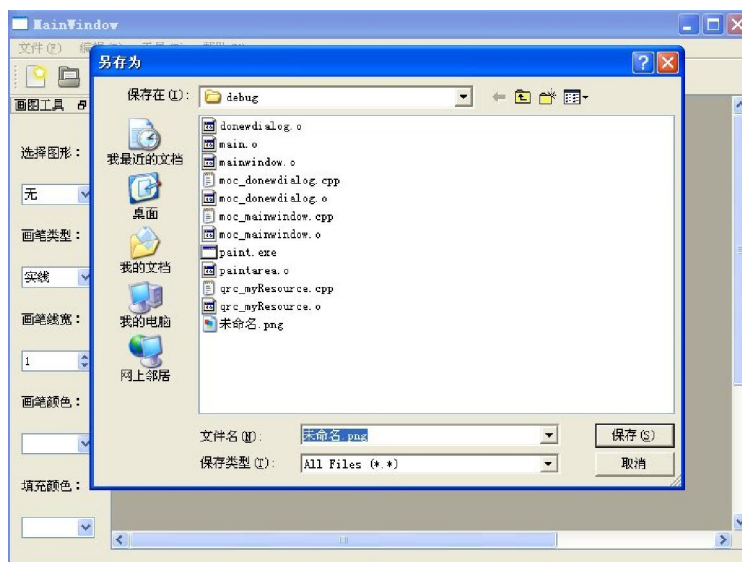 MainWindow
文件(F)
另存为
保存在(I):
debug
画图工具
选择图形：
无
画笔类型：
实线
画笔线宽：
1
画笔颜色：
填充颜色：
我最近的文档
桌面
我的文档
我的电脑
网上邻居
donewdialog.o
main.o
mainwindow.o
moc_donewdialog.cpp
moc_donewdialog.o
moc_mainwindow.cpp
moc_mainwindow.o
paint.exe
paintarea.o
qrc_myResource.cpp
qrc_myResource.o
未命名.png
文件名(N):
未命名.png
保存(S)
保存类型(T):
All Files (*.*)
取消